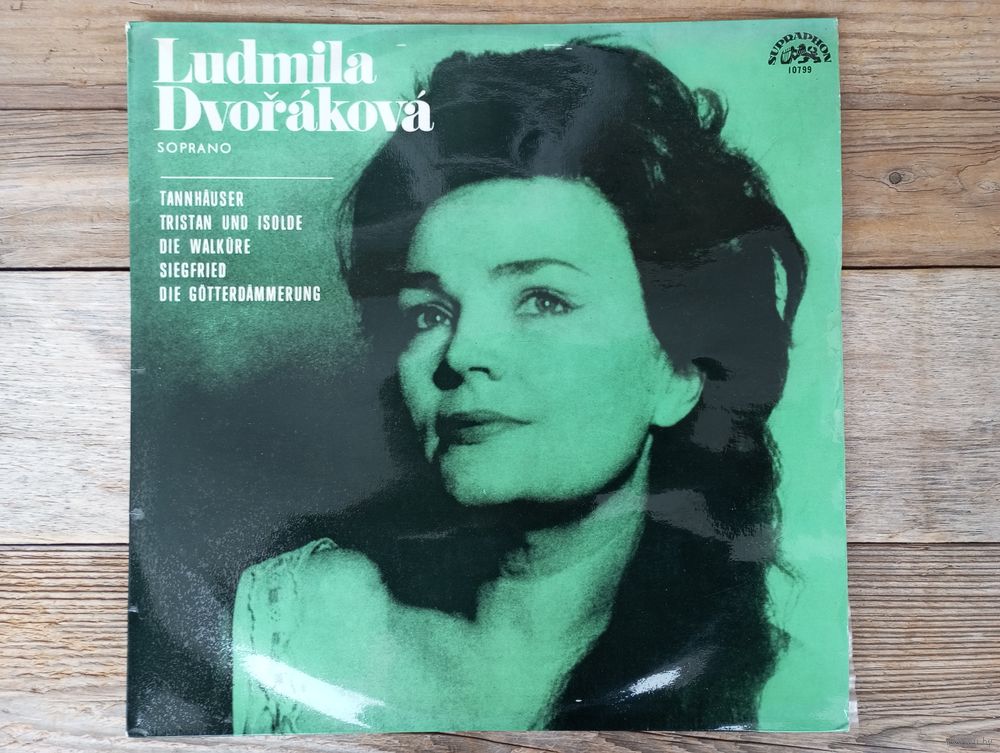 Ludmila
Dvořáková
SOPRANO
TANNHÄUSER
TRISTAN UND ISOLDE
DIE WALKÜRE
SIEGFRIED
DIE GÖTTERDÄMMERUNG
SUPRAPHON
10799